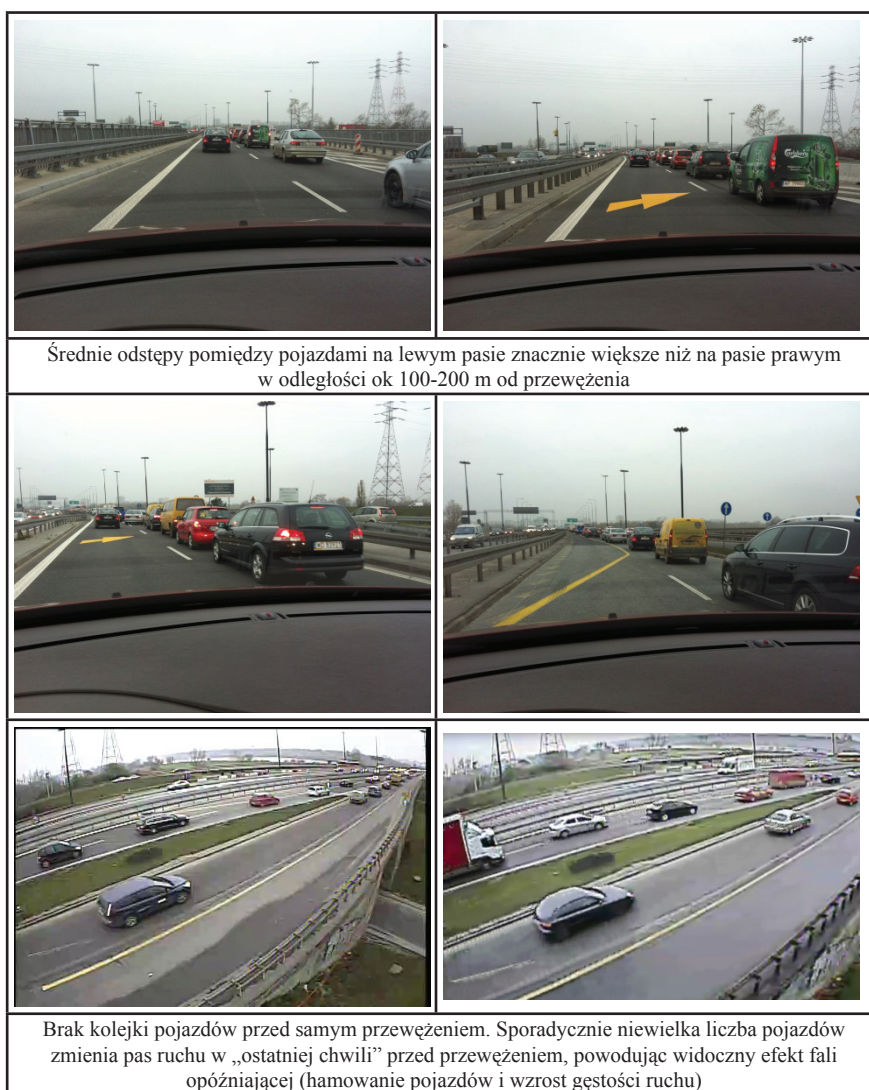 Carlsberg
Średnie odstępy pomiędzy pojazdami na lewym pasie znacznie większe niż na pasie prawym
w odległości ok 100-200 m od przewężenia
Brak kolejki pojazdów przed samym przewężeniem. Sporadycznie niewielka liczba pojazdów
zmienia pas ruchu w „ostatniej chwili” przed przewężeniem, powodując widoczny efekt fali
opóźniającej (hamowanie pojazdów i wzrost gęstości ruchu)